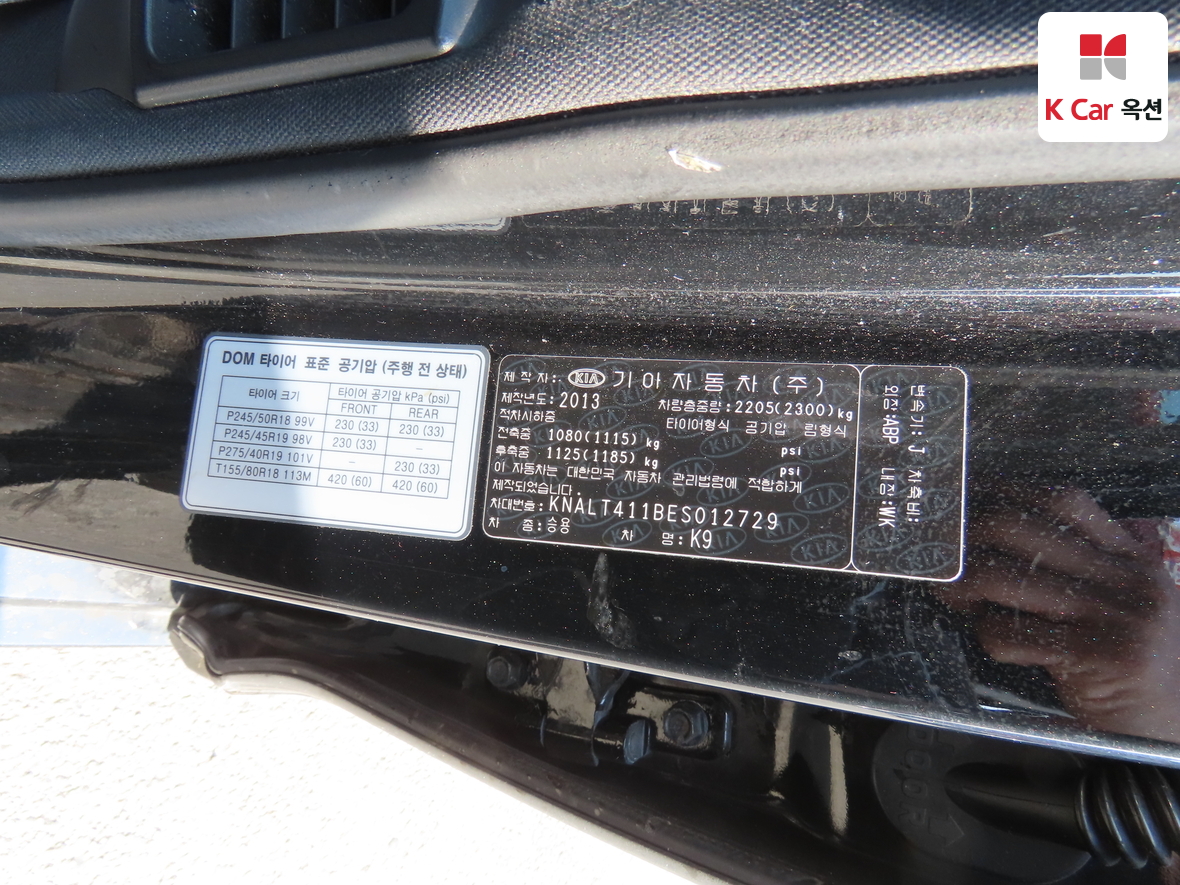 K Car 옥션
DOM 타이어 표준 공기압 (주행 전 상태)
타이어 크기 타이어 공기압 kPa (psi)
FRONT REAR
P245/50R18 99V 230 (33) 230 (33)
P245/45R19 98V 230 (33) –
P275/40R19 101V – 230 (33)
T155/80R18 113M 420 (60) 420 (60)
제 작 자: KIA 기아자동차(주)
제작년도: 2013 차량총중량: 2205(2300)kg
적차시하중 타이어형식 공기압 림형식
전축중 1080(1115) kg psi
후축중 1125(1185) kg psi
이 자동차는 대한민국 자동차 관리법령에 적합하게
제작되었습니다.
차대번호: KNALT411BES012729
차 종: 승용 차 명: K9
변속기: J 차축비:
외장:ABP 내장:WK